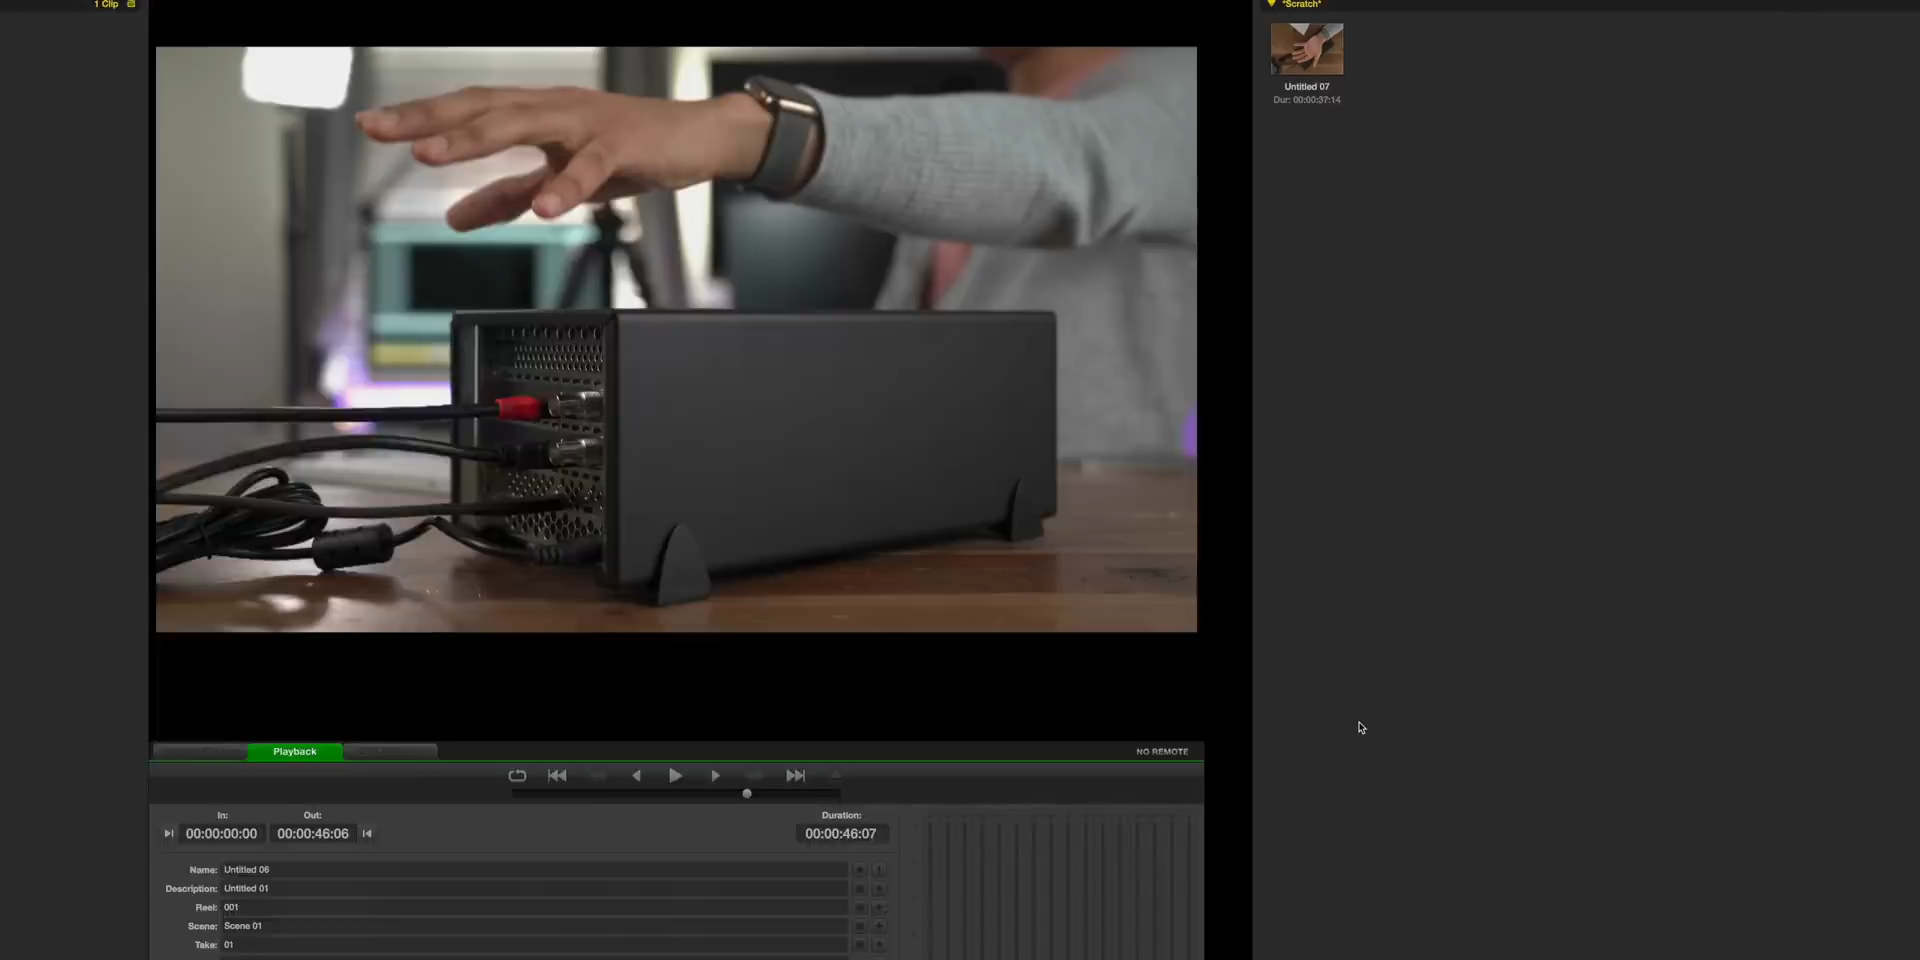 1 Clip
*Scratch*
Untitled 07
Dur: 00:00:37:14
Playback
NO REMOTE
In:
Out:
Duration:
00:00:00:00
00:00:46:06
00:00:46:07
Name: Untitled 06
Description: Untitled 01
Reel: 001
Scene: Scene 01
Take: 01